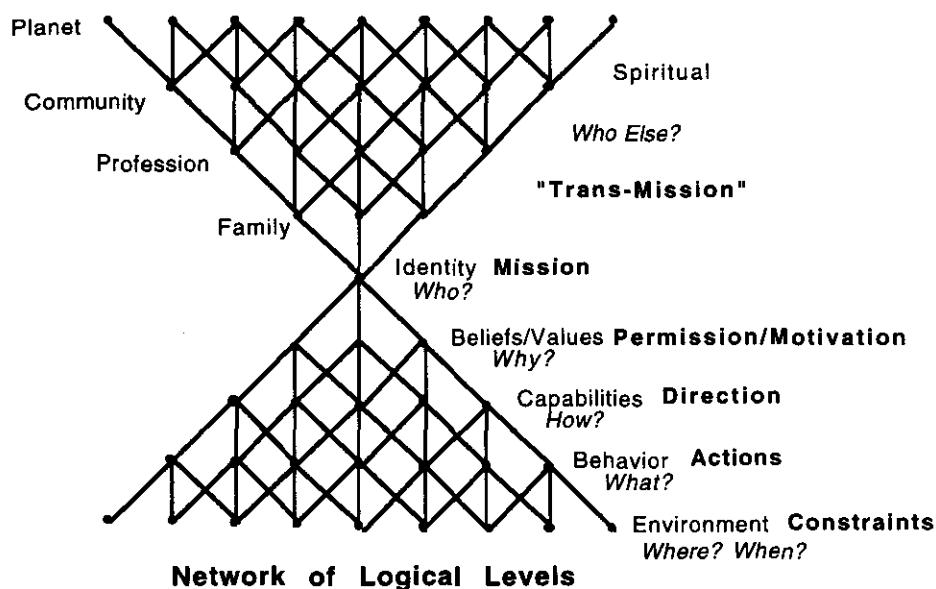 Planet
Spiritual
Community
Who Else?
Profession
"Trans-Mission"
Family
Identity Mission
Who?
Beliefs/Values Permission/Motivation
Why?
Capabilities Direction
How?
Behavior Actions
What?
Environment Constraints
Where? When?
Network of Logical Levels